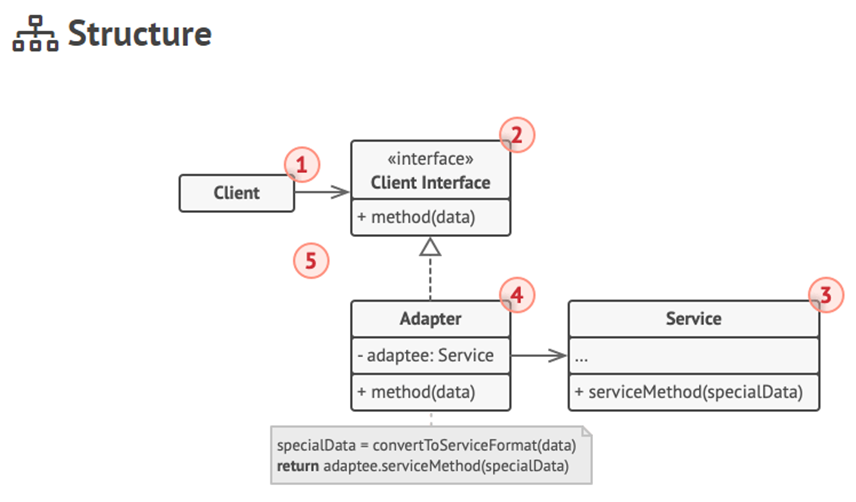 Structure
1
2
«interface»
Client Interface
+ method(data)
Client
5
4
3
Adapter
- adaptee: Service
+ method(data)
Service
...
+ serviceMethod(specialData)
specialData = convertToServiceFormat(data)
return adaptee.serviceMethod(specialData)